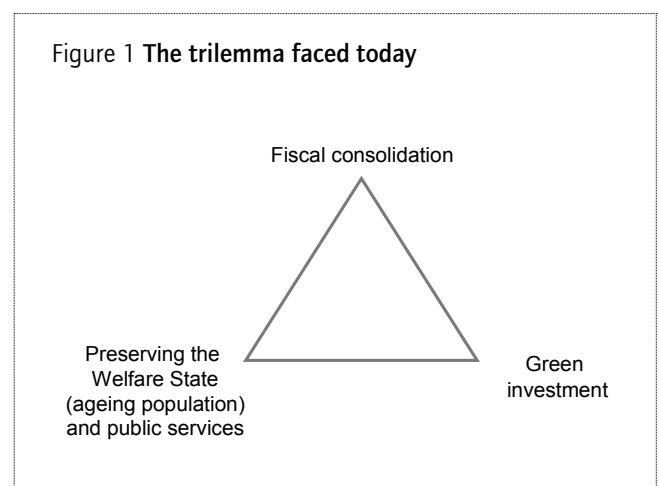 Figure 1 The trilemma faced today
Fiscal consolidation
Preserving the
Welfare State
(ageing population)
and public services
Green
investment